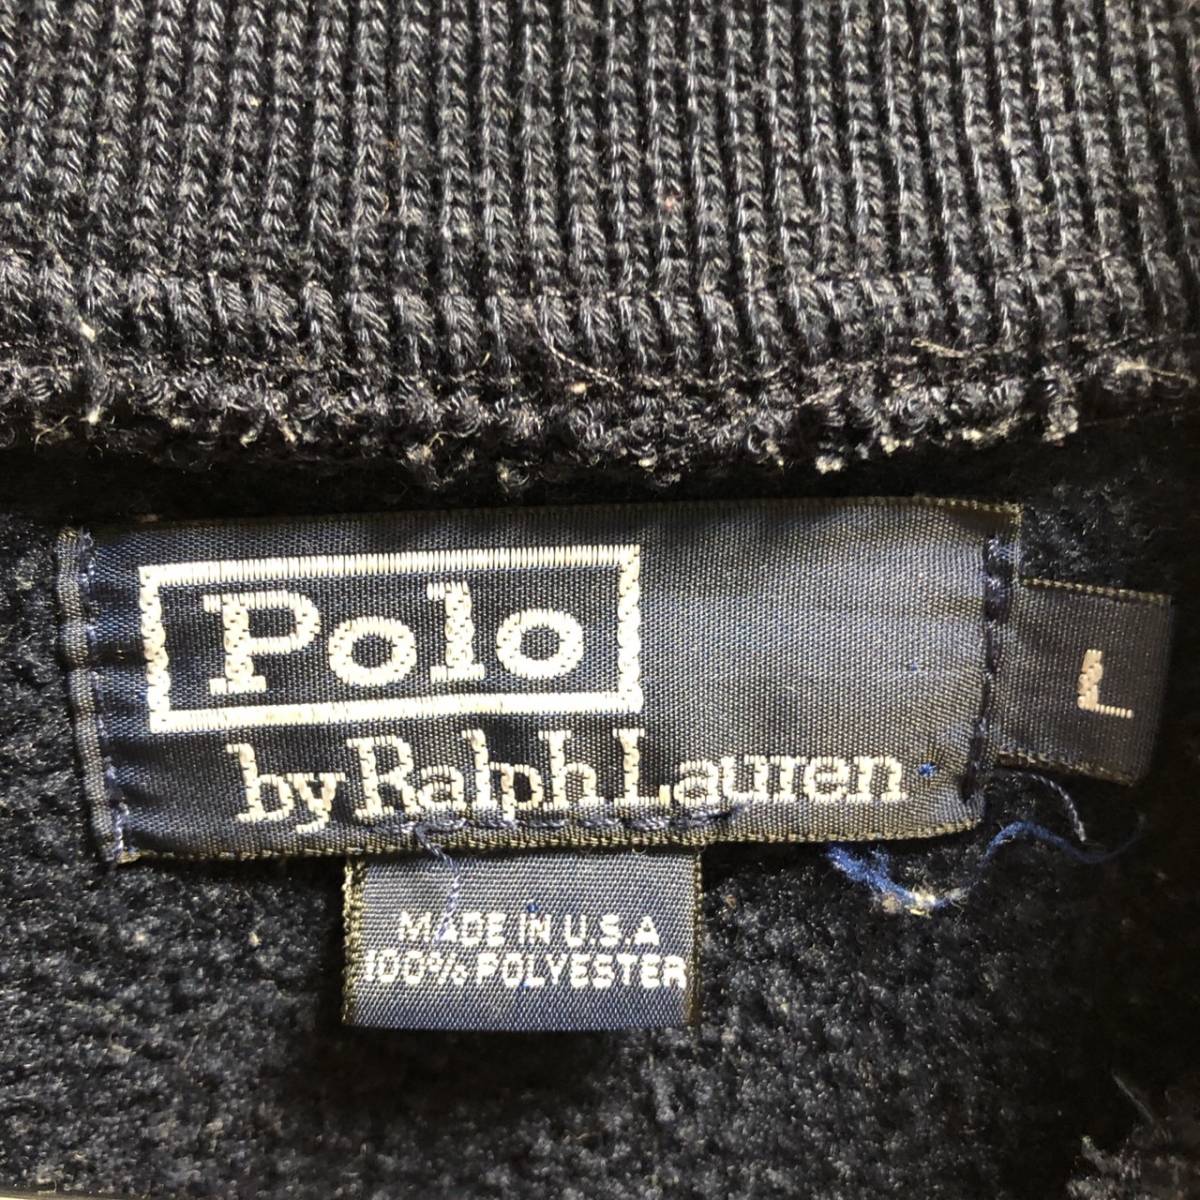 Polo
by Ralph Lauren
L
MADE IN U.S.A
100% POLYESTER